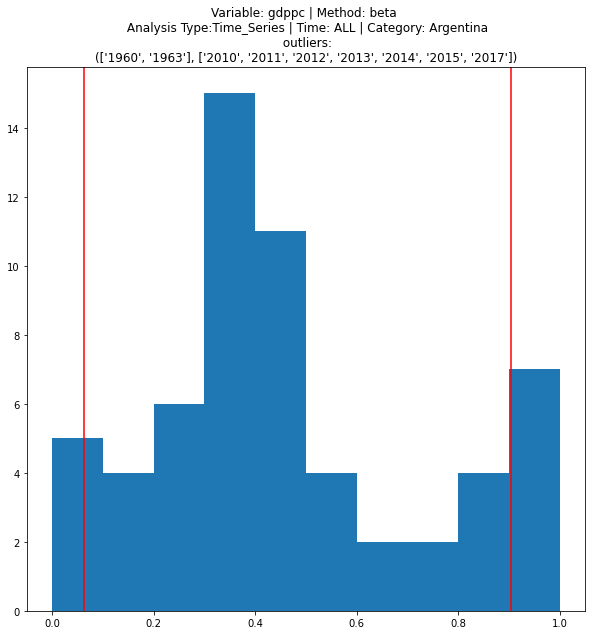 Variable: gdppc | Method: beta
Analysis Type:Time_Series | Time: ALL | Category: Argentina
outliers:
(['1960', '1963'], ['2010', '2011', '2012', '2013', '2014', '2015', '2017'])
14
12
10
8
6
4
2
0
0.0 0.2 0.4 0.6 0.8 1.0